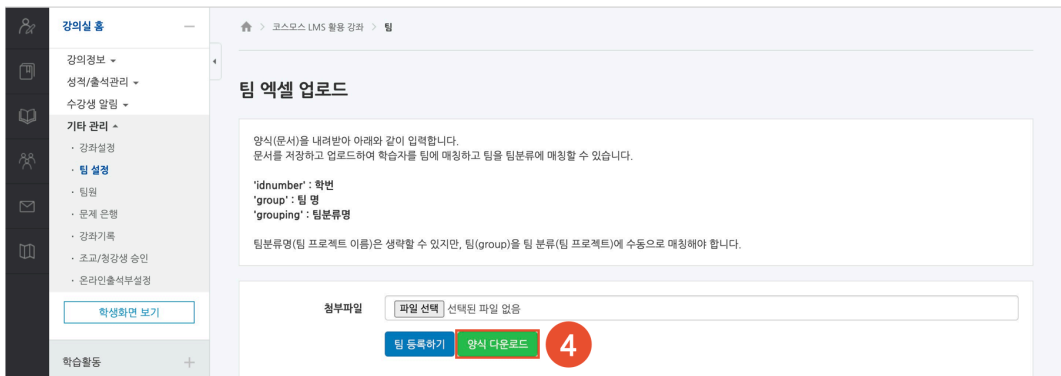 강의실 홈
강의정보
성적/출석관리
수강생 알림
기타 관리
· 강좌설정
· 팀 설정
· 팀원
· 문제 은행
· 강좌기록
· 조교/청강생 승인
· 온라인출석부설정
학생화면 보기
학습활동
코스모스 LMS 활용 강좌 > 팀
팀 엑셀 업로드
양식(문서)을 내려받아 아래와 같이 입력합니다.
문서를 저장하고 업로드하여 학습자를 팀에 매칭하고 팀을 팀분류에 매칭할 수 있습니다.
'idnumber' : 학번
'group' : 팀 명
'grouping' : 팀분류명
팀분류명(팀 프로젝트 이름)은 생략할 수 있지만, 팀(group)을 팀 분류(팀 프로젝트)에 수동으로 매칭해야 합니다.
첨부파일 파일 선택 선택된 파일 없음
팀 등록하기 양식 다운로드 4